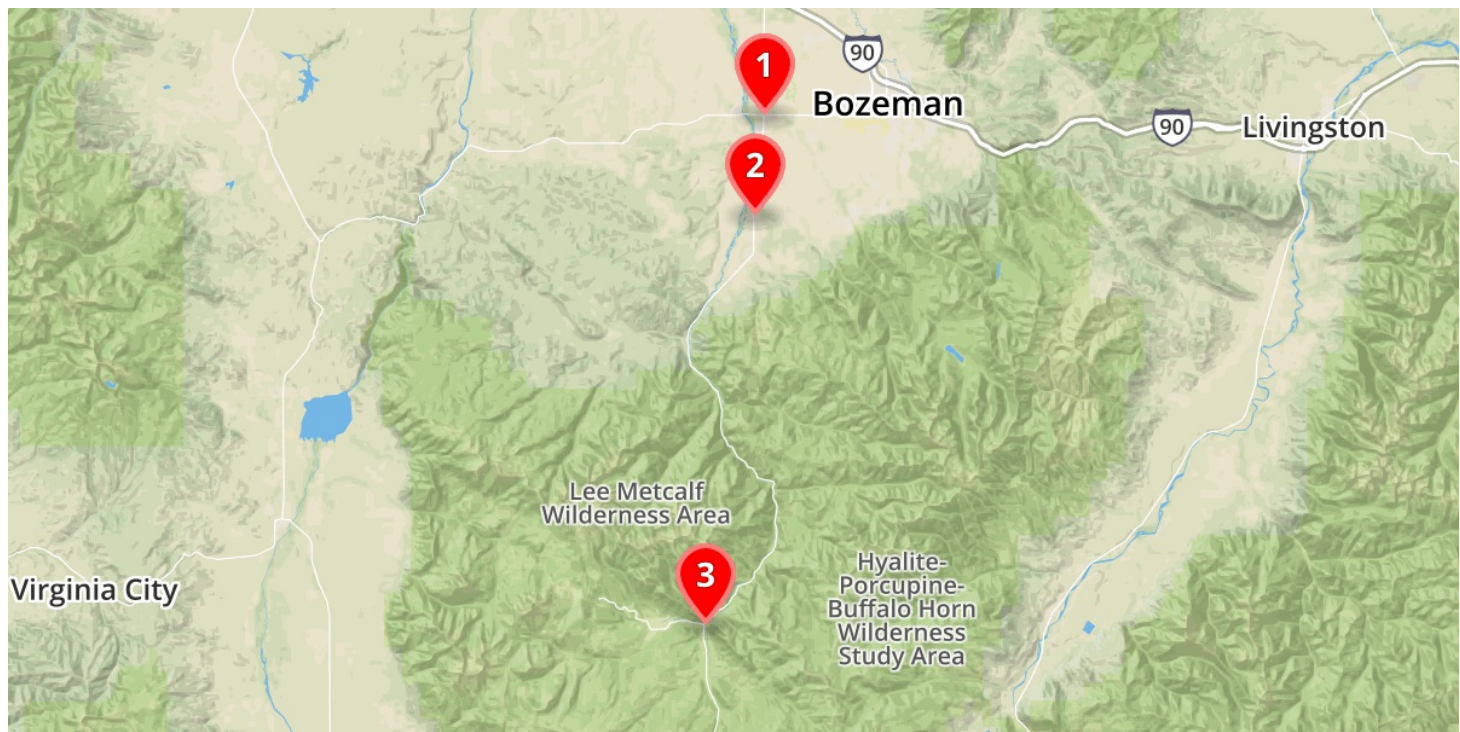 90
1
Bozeman
90
Livingston
2
Lee Metcalf
Wilderness Area
Hyalite-
Porcupine-
Buffalo Horn
Wilderness
Study Area
3
Virginia City